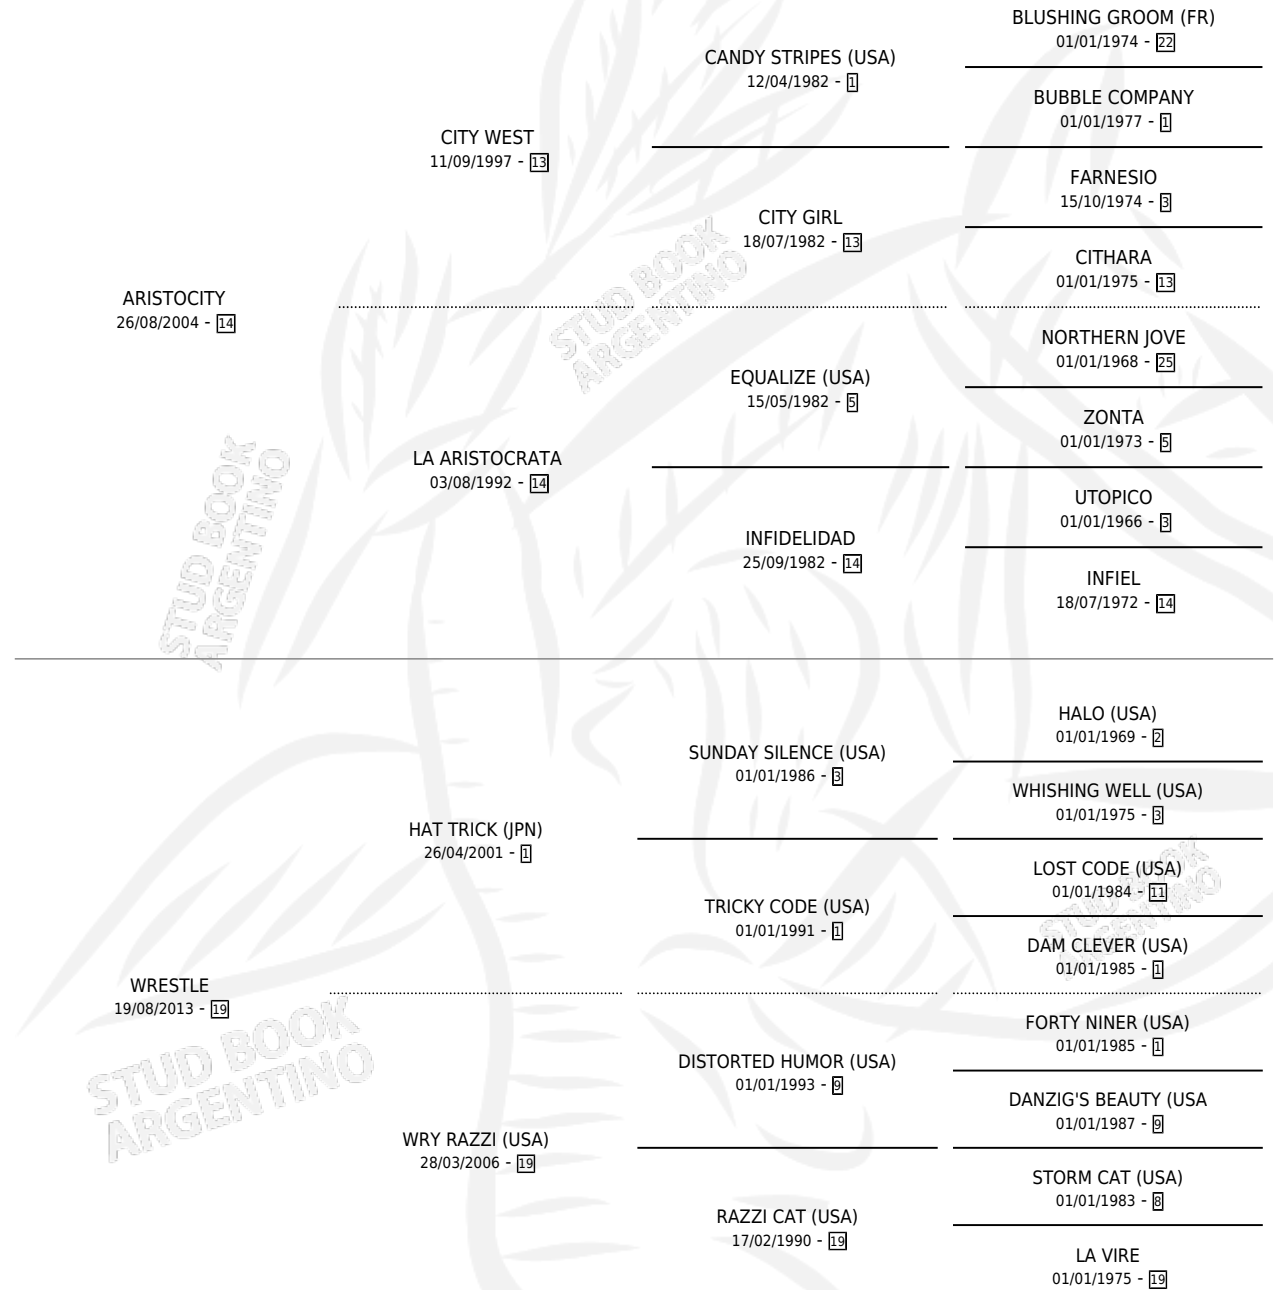 BLUSHING GROOM (FR)
01/01/1974 - 22
CANDY STRIPES (USA)
12/04/1982 - 1
BUBBLE COMPANY
01/01/1977 - 1
CITY WEST
11/09/1997 - 13
FARNESIO
15/10/1974 - 3
CITY GIRL
18/07/1982 - 13
CITHARA
01/01/1975 - 13
ARISTOCITY
26/08/2004 - 14
STUD BOOK
ARGENTINO
NORTHERN JOVE
01/01/1968 - 25
EQUALIZE (USA)
15/05/1982 - 5
ZONTA
01/01/1973 - 5
LA ARISTOCRATA
03/08/1992 - 14
UTOPICO
01/01/1966 - 3
INFIDELIDAD
25/09/1982 - 14
INFIEL
18/07/1972 - 14
STUD BOOK
ARGENTINO
HALO (USA)
01/01/1969 - 2
SUNDAY SILENCE (USA)
01/01/1986 - 3
WHISHING WELL (USA)
01/01/1975 - 3
HAT TRICK (JPN)
26/04/2001 - 1
LOST CODE (USA)
01/01/1984 - 11
TRICKY CODE (USA)
01/01/1991 - 1
STUD BOOK
ARGENTINO
DAM CLEVER (USA)
01/01/1985 - 1
WRESTLE
19/08/2013 - 19
FORTY NINER (USA)
01/01/1985 - 1
DISTORTED HUMOR (USA)
01/01/1993 - 9
DANZIG'S BEAUTY (USA
01/01/1987 - 9
STUD BOOK
ARGENTINO
WRY RAZZI (USA)
28/03/2006 - 19
STORM CAT (USA)
01/01/1983 - 8
RAZZI CAT (USA)
17/02/1990 - 19
LA VIRE
01/01/1975 - 19